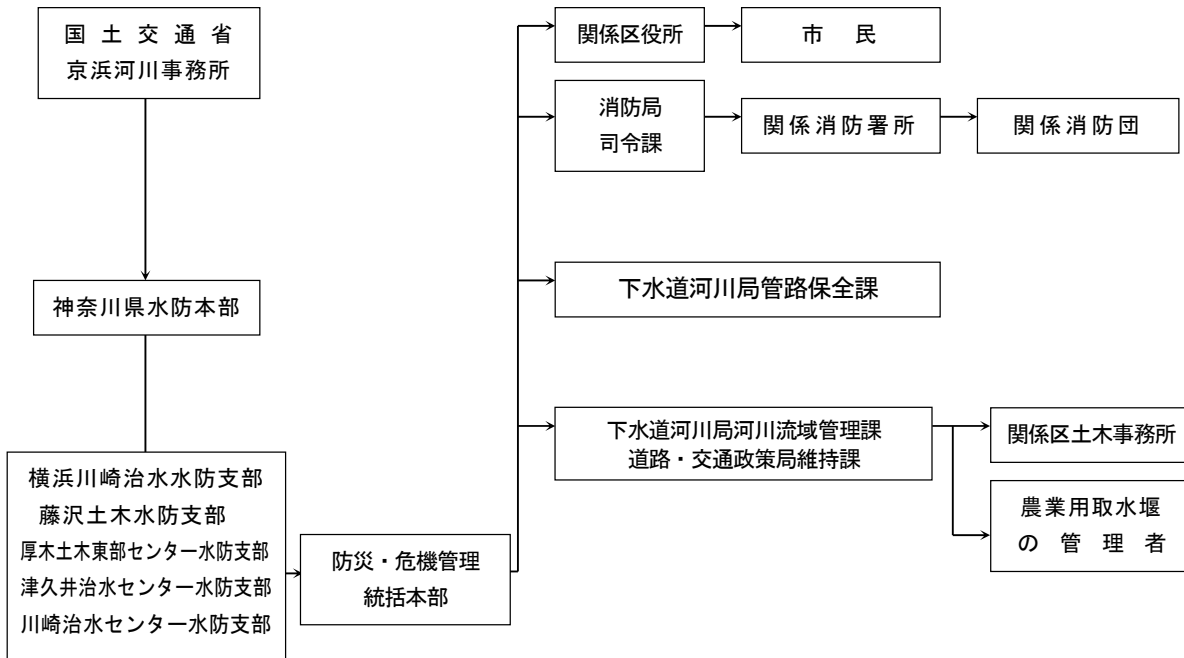 国土交通省
京浜河川事務所
神奈川県水防本部
横浜川崎治水水防支部
藤沢土木水防支部
厚木土木東部センター水防支部
津久井治水センター水防支部
川崎治水センター水防支部
防災・危機管理
統括本部
関係区役所
市民
消防局
司令課
関係消防署所
関係消防団
下水道河川局管路保全課
下水道河川局河川流域管理課
道路・交通政策局維持課
関係区土木事務所
農業用取水堰
の管理者